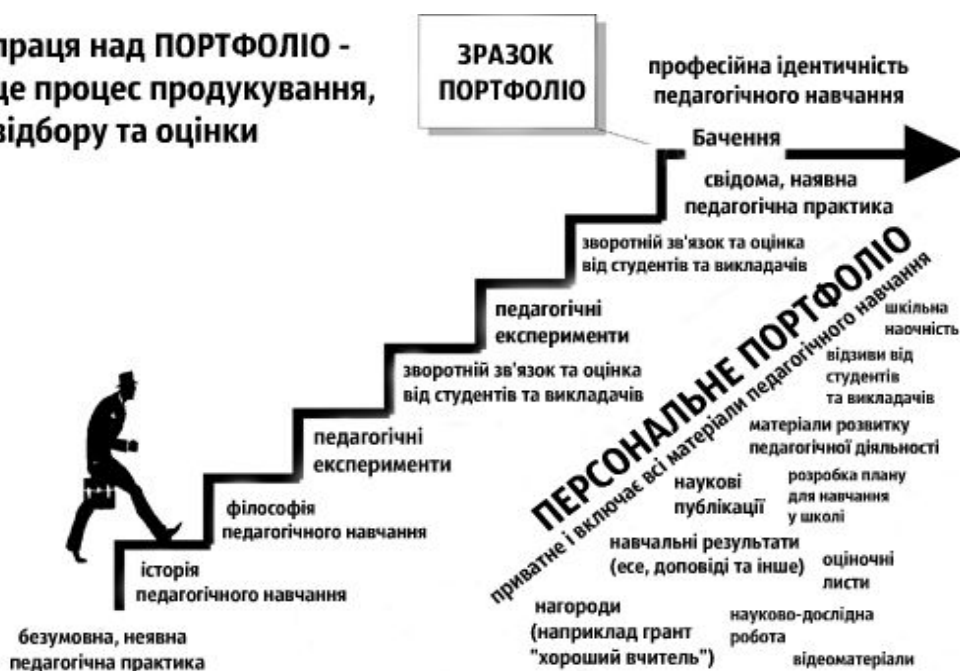 праця над ПОРТФОЛІО -
це процес продукування,
відбору та оцінки
ЗРАЗОК
ПОРТФОЛІО
професійна ідентичність
педагогічного навчання
Бачення
свідома, наявна
педагогічна практика
зворотній зв'язок та оцінка
від студентів та викладачів
педагогічні
експерименти
зворотній зв'язок та оцінка
від студентів та викладачів
педагогічні
експерименти
філософія
педагогічного навчання
історія
педагогічного навчання
безумовна, неявна
педагогічна практика
ПЕРСОНАЛЬНЕ ПОРТФОЛІО
приватне і включає всі матеріали педагогічного навчання
шкільна
наочність
відзиви від
студентів
та викладачів
матеріали розвитку
педагогічної діяльності
наукові
публікації
розробка плану
для навчання
у школі
навчальні результати
(есе, доповіді та інше)
оціночні
листи
нагороди
(наприклад грант
"хороший вчитель")
науково-дослідна
робота
відеоматеріали